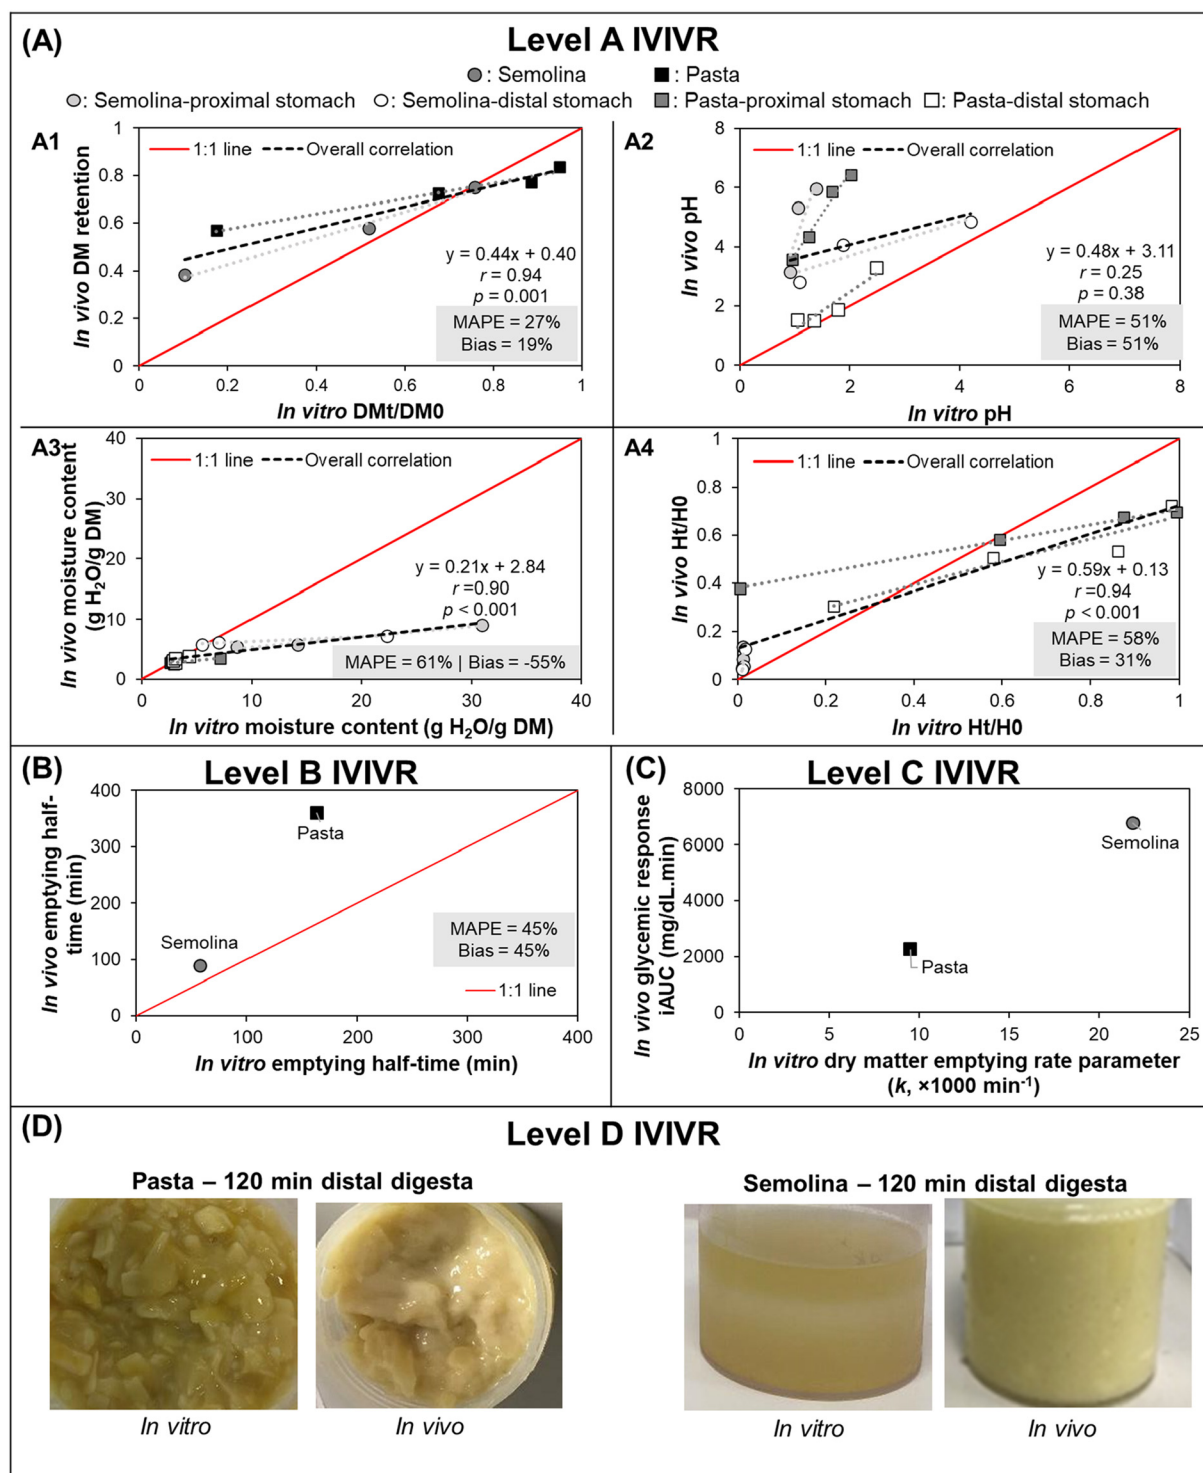 (A)
Level A IVIVR
: Semolina : Pasta
: Semolina-proximal stomach : Semolina-distal stomach : Pasta-proximal stomach : Pasta-distal stomach
A1
1:1 line Overall correlation
In vivo DM retention
1
0.8
0.6
0.4
0.2
0
y = 0.44x + 0.40
r = 0.94
p = 0.001
MAPE = 27%
Bias = 19%
0 0.2 0.4 0.6 0.8 1
In vitro DMt/DM0
A2
1:1 line Overall correlation
In vivo pH
8
6
4
2
0
y = 0.48x + 3.11
r = 0.25
p = 0.38
MAPE = 51%
Bias = 51%
0 2 4 6 8
In vitro pH
A3
1:1 line Overall correlation
In vivo moisture content
(g H₂O/g DM)
40
30
20
10
0
y = 0.21x + 2.84
r =0.90
p < 0.001
MAPE = 61% | Bias = -55%
0 10 20 30 40
In vitro moisture content (g H₂O/g DM)
A4
1:1 line Overall correlation
In vivo Ht/H0
1
0.8
0.6
0.4
0.2
0
y = 0.59x + 0.13
r =0.94
p < 0.001
MAPE = 58%
Bias = 31%
0 0.2 0.4 0.6 0.8 1
In vitro Ht/H0
(B)
Level B IVIVR
In vivo emptying half-
time (min)
400
300
200
100
0
Pasta
Semolina
MAPE = 45%
Bias = 45%
1:1 line
0 100 200 300 400
In vitro emptying half-time (min)
(C)
Level C IVIVR
In vivo glycemic response
iAUC (mg/dL.min)
8000
6000
4000
2000
0
Semolina
Pasta
0 5 10 15 20 25
In vitro dry matter emptying rate parameter
(k, ×1000 min⁻¹)
(D)
Level D IVIVR
Pasta – 120 min distal digesta
In vitro In vivo
Semolina – 120 min distal digesta
In vitro In vivo